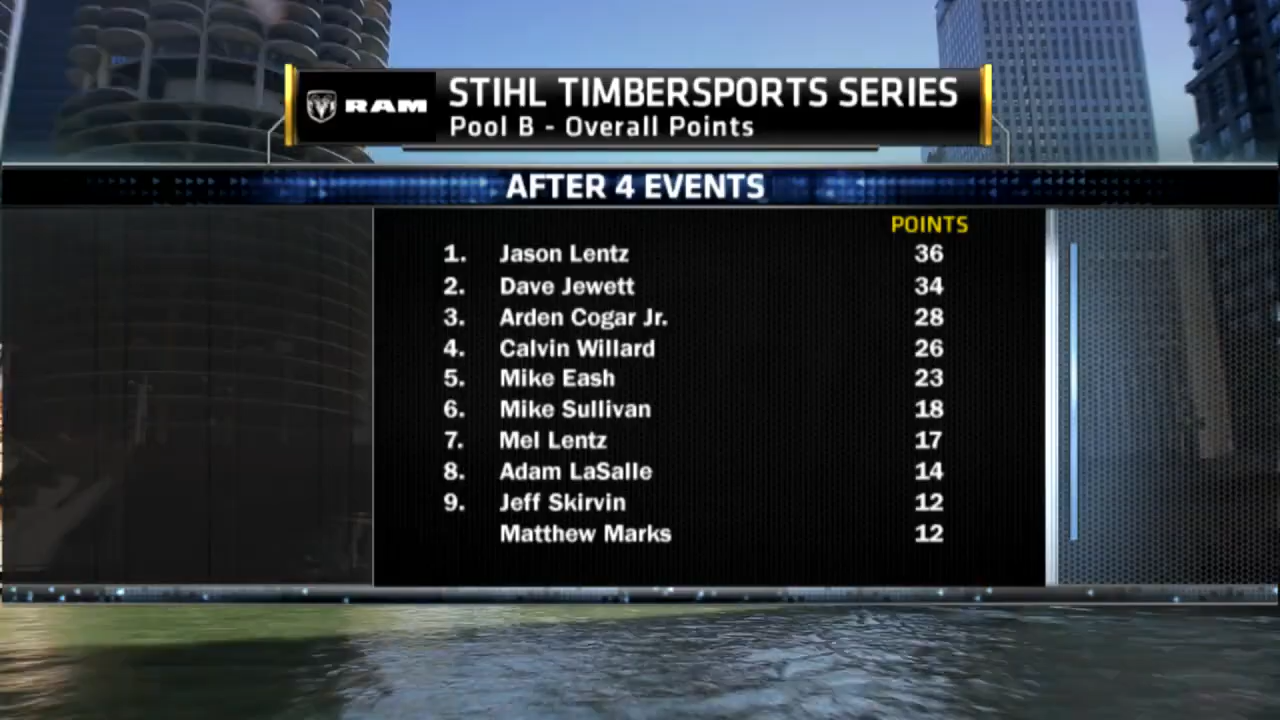 RAM
STIHL TIMBERSPORTS SERIES
Pool B - Overall Points
AFTER 4 EVENTS
POINTS
1. Jason Lentz 36
2. Dave Jewett 34
3. Arden Cogar Jr. 28
4. Calvin Willard 26
5. Mike Eash 23
6. Mike Sullivan 18
7. Mel Lentz 17
8. Adam LaSalle 14
9. Jeff Skirvin 12
Matthew Marks 12